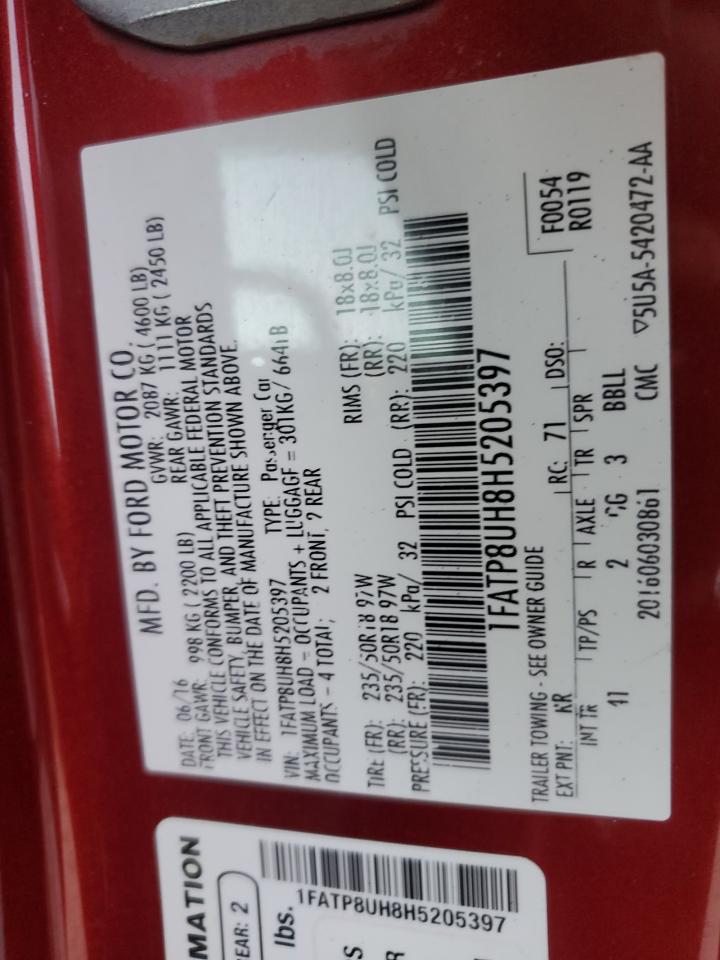 MFD. BY FORD MOTOR CO.
DATE: 06/16 GVWR: 2087 KG ( 4600 LB)
FRONT GAWR: 998 KG ( 2200 LB) REAR GAWR: 1111 KG ( 2450 LB)
THIS VEHICLE CONFORMS TO ALL APPLICABLE FEDERAL MOTOR
VEHICLE SAFETY, BUMPER, AND THEFT PREVENTION STANDARDS
IN EFFECT ON THE DATE OF MANUFACTURE SHOWN ABOVE.
VIN: 1FATP8UH8H5205397 TYPE: Passenger Car
MAXIMUM LOAD = OCCUPANTS + LUGGAGE = 301KG/ 664LB
OCCUPANTS - 4 TOTAL; 2 FRONT, 2 REAR
TIRE (FR): 235/50R18 97W RIMS (FR): 18x8.0J
(RR): 235/50R18 97W (RR): 18x8.0J
PRESSURE (FR): 220 kPa/ 32 PSI COLD (RR): 220 kPa/ 32 PSI COLD
1FATP8UH8H5205397
TRAILER TOWING - SEE OWNER GUIDE F0054
EXT PNT: RR RC: 71 DSO: R0119
INT TR TP/PS R AXLE TR SPR
11 2 CG 3 BBLL
201606030861 CMC ▽5U5A-5420472-AA
MATION
EAR: 2
lbs.
1FATP8UH8H5205397
S
R